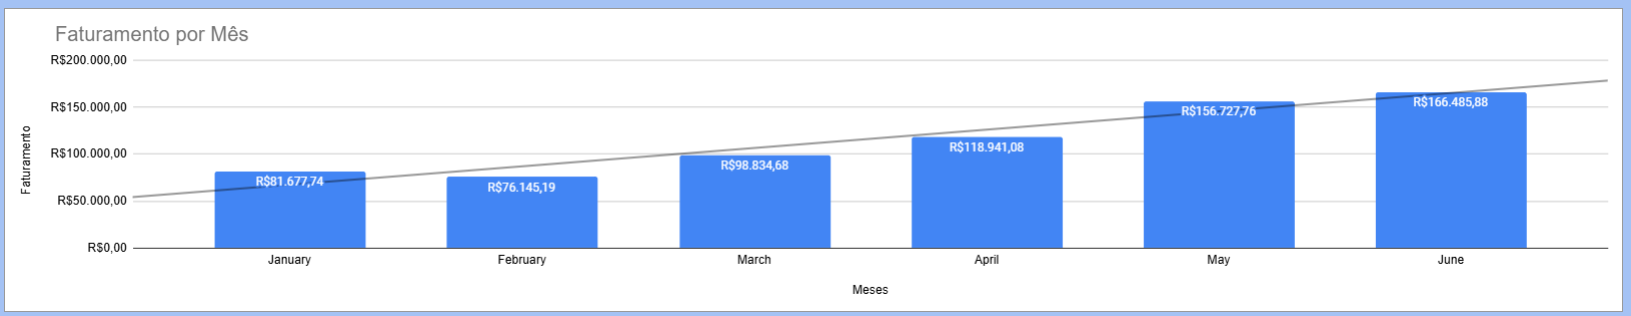 Faturamento por Mês
R$200.000,00
R$150.000,00
R$100.000,00
R$50.000,00
R$0,00
Faturamento
R$81.677,74
R$76.145,19
R$98.834,68
R$118.941,08
R$156.727,76
R$166.485,88
January
February
March
April
May
June
Meses